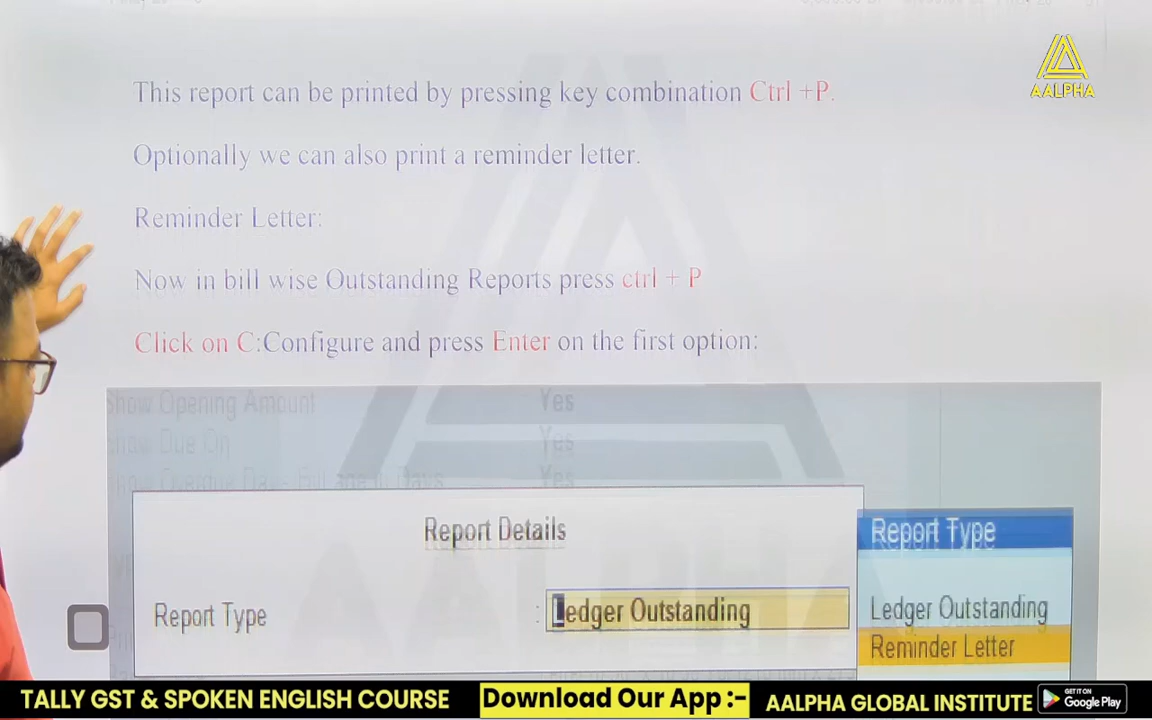 AALPHA
This report can be printed by pressing key combination Ctrl +P.
Optionally we can also print a reminder letter.
Reminder Letter:
Now in bill wise Outstanding Reports press ctrl + P
Click on C:Configure and press Enter on the first option:
Show Opening Amount Yes
Show Due On Yes
Yes
Report Details
Report Type
Report Type : Ledger Outstanding
Ledger Outstanding
Reminder Letter
TALLY GST & SPOKEN ENGLISH COURSE
Download Our App :-
AALPHA GLOBAL INSTITUTE
GET IT ON
Google Play